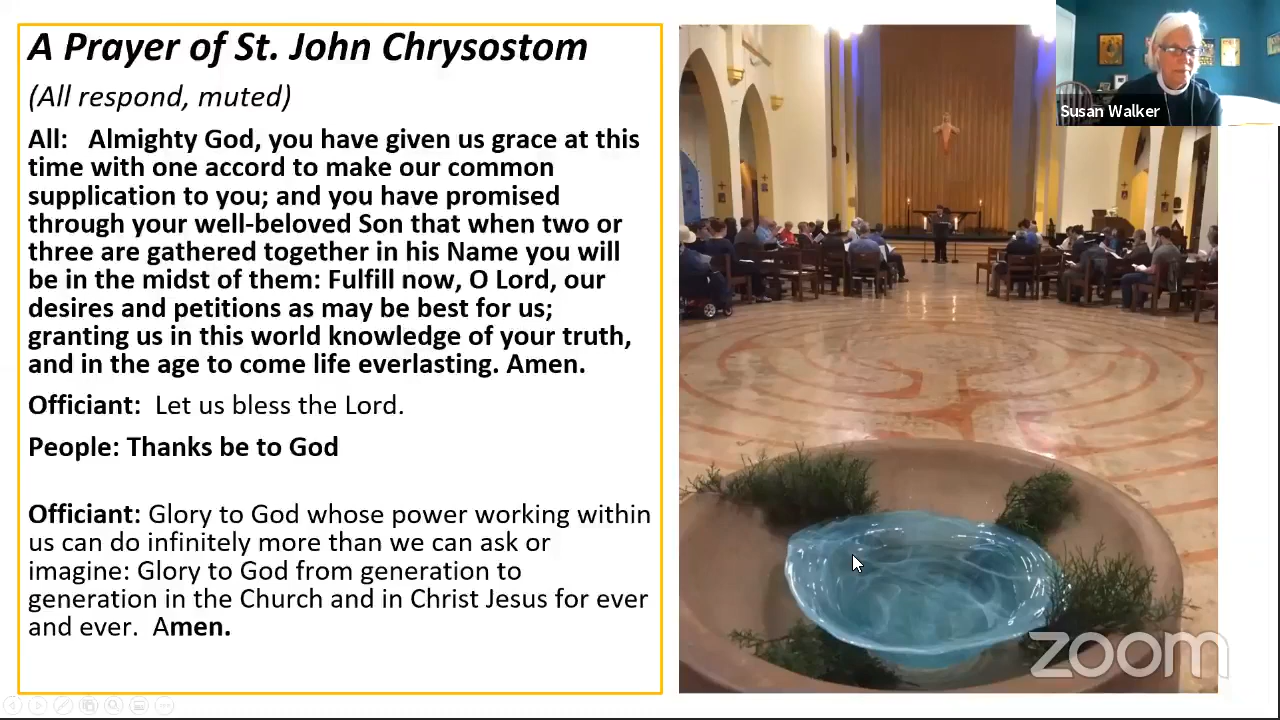 A Prayer of St. John Chrysostom
(All respond, muted)
All: Almighty God, you have given us grace at this
time with one accord to make our common
supplication to you; and you have promised
through your well-beloved Son that when two or
three are gathered together in his Name you will
be in the midst of them: Fulfill now, O Lord, our
desires and petitions as may be best for us;
granting us in this world knowledge of your truth,
and in the age to come life everlasting. Amen.
Officiant: Let us bless the Lord.
People: Thanks be to God
Officiant: Glory to God whose power working within
us can do infinitely more than we can ask or
imagine: Glory to God from generation to
generation in the Church and in Christ Jesus for ever
and ever. Amen.
Susan Walker
zoom